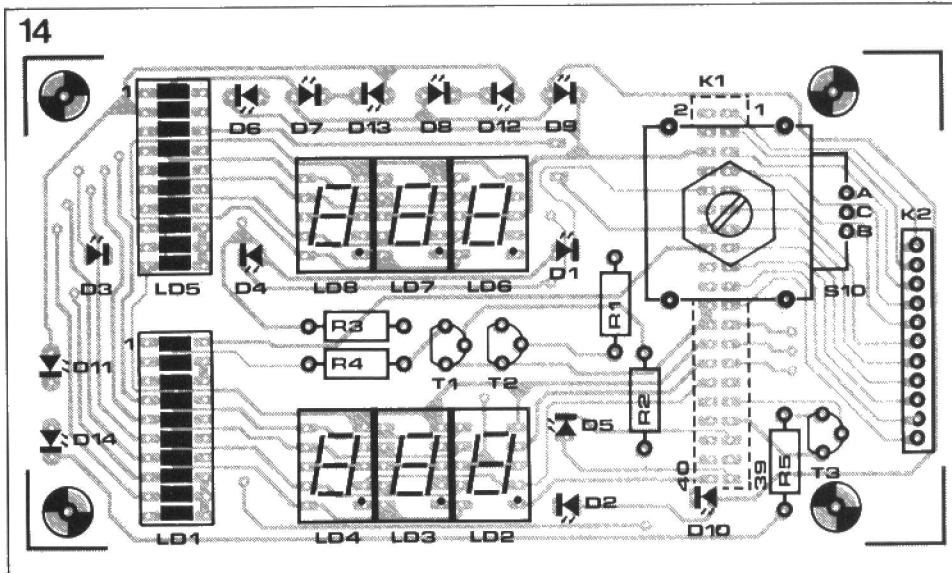 14
K1
1
2 1
D6 D7 D13 D8 D12 D9
A
C
B
K2
D3
LD5
D4
LD8 LD7 LD6
D1
S10
R1
R3
1
R4
D11
T1 T2
R2
D14
D5
R5
T3
40 39
D2
LD1
LD4 LD3 LD2
D10